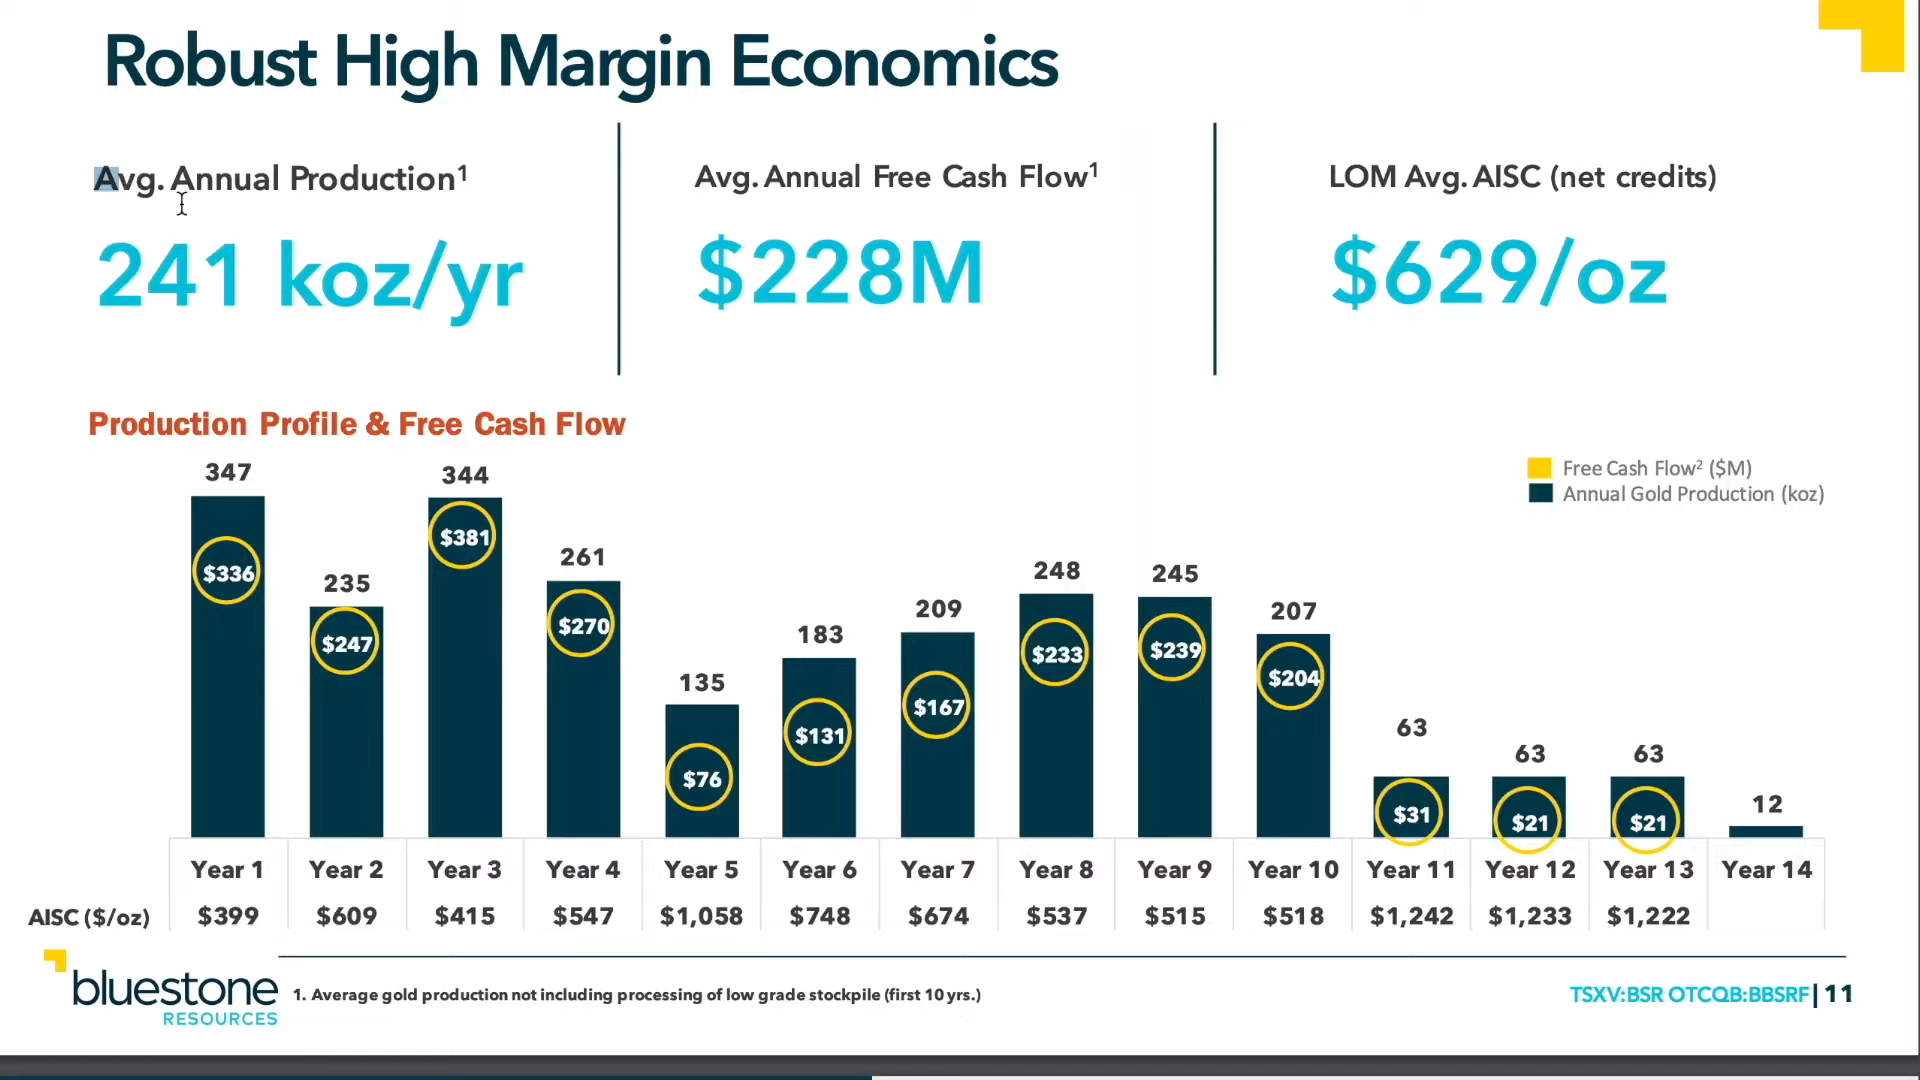 Robust High Margin Economics
Avg. Annual Production¹
241 koz/yr
Avg. Annual Free Cash Flow¹
$228M
LOM Avg. AISC (net credits)
$629/oz
Production Profile & Free Cash Flow
Free Cash Flow² ($M)
Annual Gold Production (koz)
347 235 344 261 135 183 209 248 245 207 63 63 63 12
$336 $247 $381 $270 $76 $131 $167 $233 $239 $204 $31 $21 $21
Year 1 Year 2 Year 3 Year 4 Year 5 Year 6 Year 7 Year 8 Year 9 Year 10 Year 11 Year 12 Year 13 Year 14
AISC ($/oz) $399 $609 $415 $547 $1,058 $748 $674 $537 $515 $518 $1,242 $1,233 $1,222
bluestone
RESOURCES
1. Average gold production not including processing of low grade stockpile (first 10 yrs.)
TSXV:BSR OTCQB:BBSRF| 11